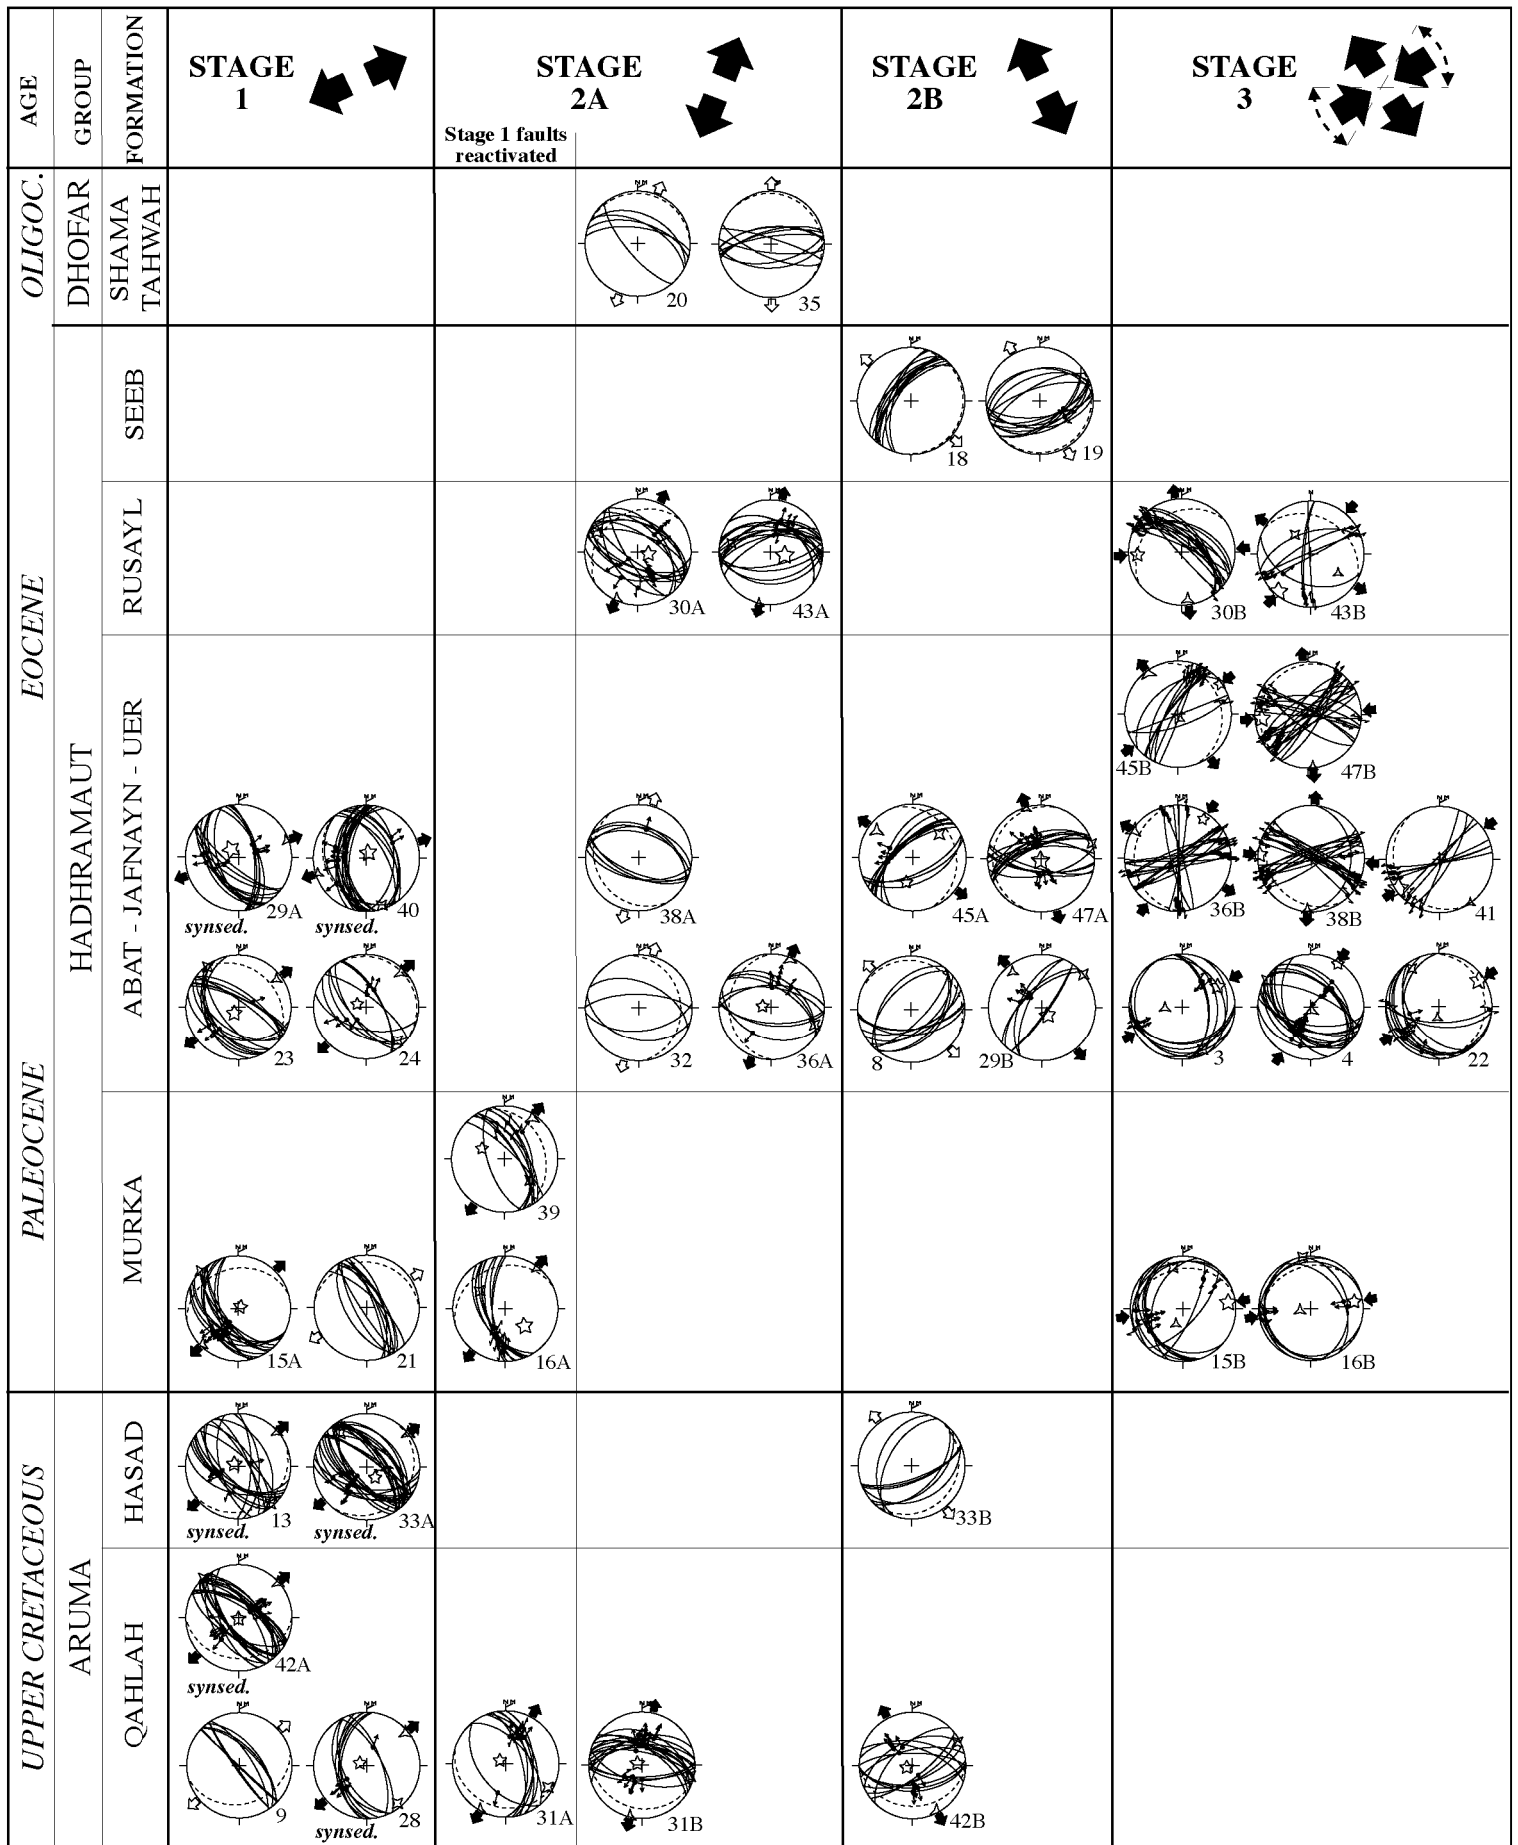 AGE
GROUP
FORMATION
STAGE
1
STAGE
2A
Stage 1 faults
reactivated
STAGE
2B
STAGE
3
OLIGOC.
DHOFAR
SHAMA
TAHWAH
20
35
EOCENE
HADHRAMAUT
SEEB
18
19
RUSAYL
30A
43A
30B
43B
ABAT - JAFNAYN - UER
45B
47B
29A
synsed.
40
synsed.
38A
45A
47A
36B
38B
41
23
24
32
36A
8
29B
3
4
22
PALEOCENE
MURKA
39
15A
21
16A
15B
16B
UPPER CRETACEOUS
ARUMA
HASAD
13
synsed.
33A
synsed.
33B
QAHLAH
42A
synsed.
9
28
synsed.
31A
31B
42B